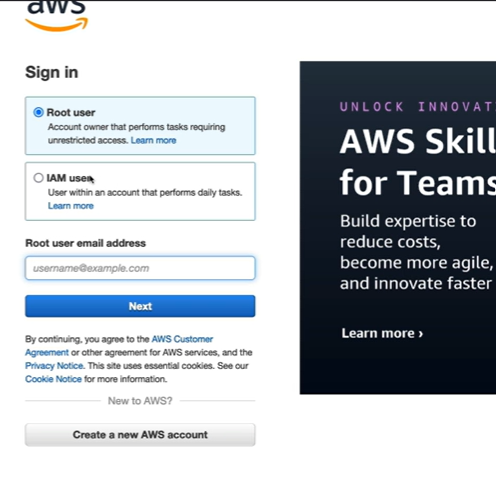 aws
Sign in
Root user
Account owner that performs tasks requiring
unrestricted access. Learn more
IAM user
User within an account that performs daily tasks.
Learn more
Root user email address
username@example.com
Next
By continuing, you agree to the AWS Customer
Agreement or other agreement for AWS services, and the
Privacy Notice. This site uses essential cookies. See our
Cookie Notice for more information.
New to AWS?
Create a new AWS account
UNLOCK INNOVAT
AWS Skill
for Teams
Build expertise to
reduce costs,
become more agile,
and innovate faster
Learn more ›